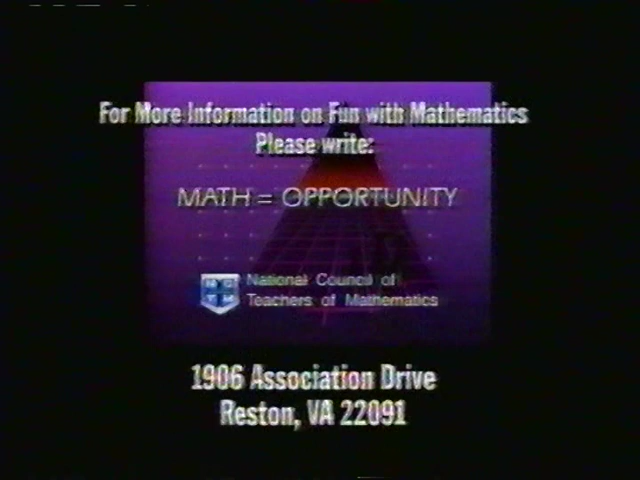 For More Information on Fun with Mathematics
Please write:
MATH = OPPORTUNITY
National Council of
Teachers of Mathematics
1906 Association Drive
Reston, VA 22091